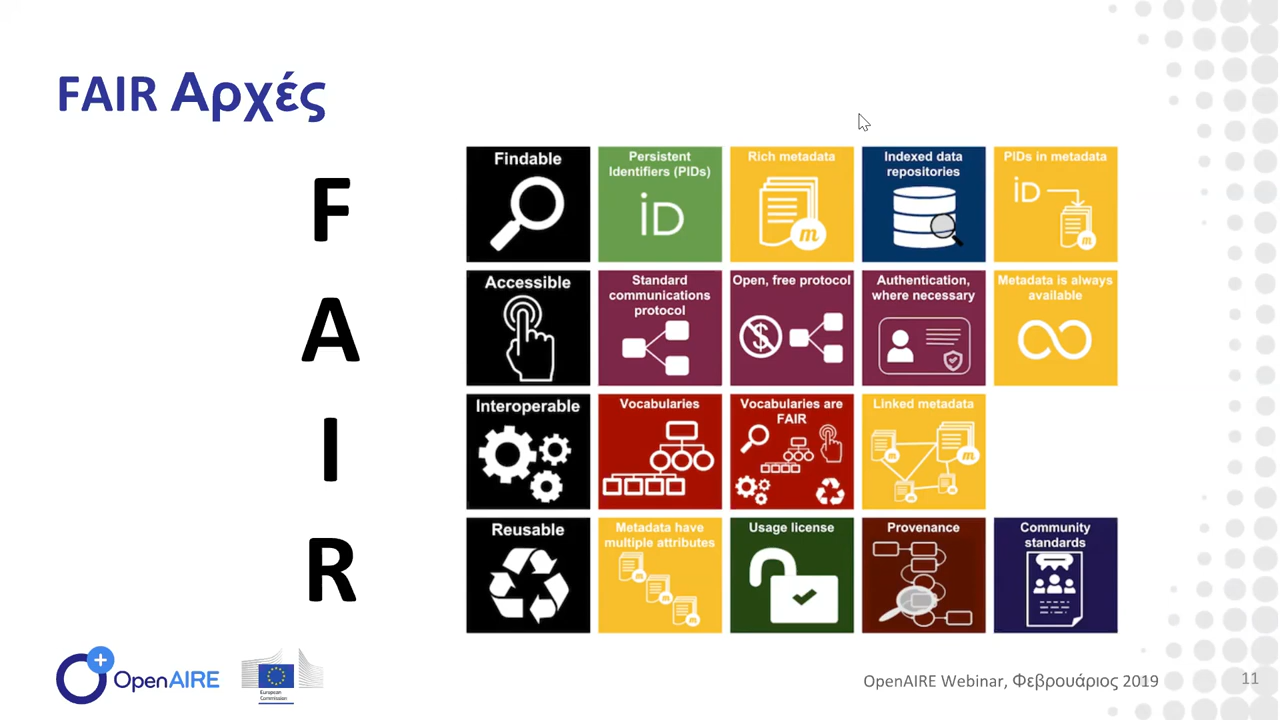 FAIR Αρχές
F
A
I
R
Findable
Persistent
Identifiers (PIDs)
iD
Rich metadata
m
Indexed data
repositories
PIDs in metadata
iD
m
Accessible
Standard
communications
protocol
Open, free protocol
$
Authentication,
where necessary
Metadata is always
available
Interoperable
Vocabularies
Vocabularies are
FAIR
Linked metadata
m
m
m
m
Reusable
Metadata have
multiple attributes
m
m
m
Usage license
Provenance
Community
standards
OpenAIRE
European
Commission
OpenAIRE Webinar, Φεβρουάριος 2019
11